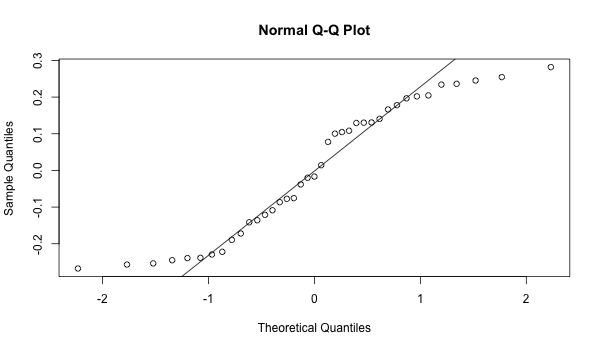 Normal Q-Q Plot
Sample Quantiles
0.3
0.2
0.1
0.0
-0.1
-0.2
-2 -1 0 1 2
Theoretical Quantiles